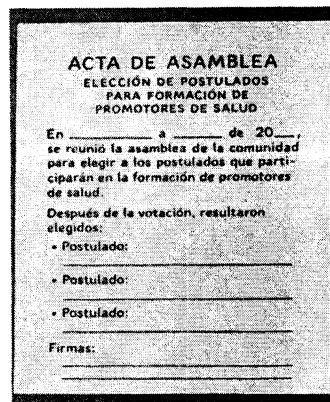 ACTA DE ASAMBLEA
ELECCIÓN DE POSTULADOS
PARA FORMACIÓN DE
PROMOTORES DE SALUD
En __________ a ______ de 20___,
se reunió la asamblea de la comunidad
para elegir a los postulados que parti-
ciparán en la formación de promotores
de salud.
Después de la votación, resultaron
elegidos:
• Postulado:
• Postulado:
• Postulado:
Firmas: